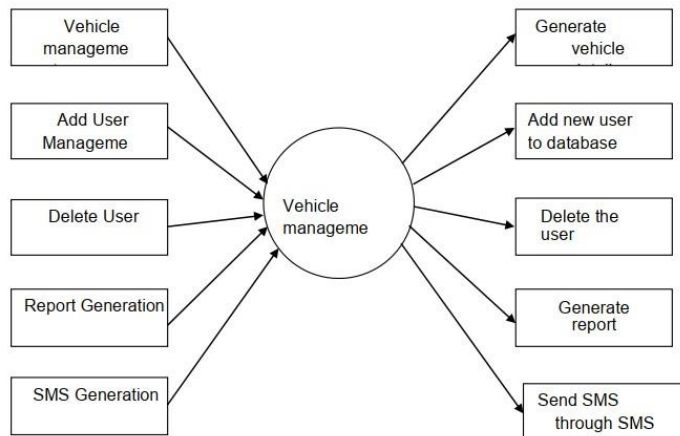 Vehicle
manageme
Add User
Manageme
Delete User
Report Generation
SMS Generation
Vehicle
manageme
Generate
vehicle
Add new user
to database
Delete the
user
Generate
report
Send SMS
through SMS